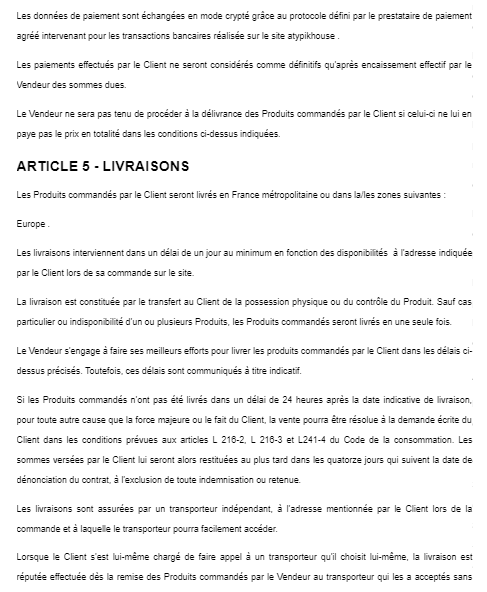 Les données de paiement sont échangées en mode crypté grâce au protocole défini par le prestataire de paiement
agréé intervenant pour les transactions bancaires réalisée sur le site atypikhouse .
Les paiements effectués par le Client ne seront considérés comme définitifs qu'après encaissement effectif par le
Vendeur des sommes dues.
Le Vendeur ne sera pas tenu de procéder à la délivrance des Produits commandés par le Client si celui-ci ne lui en
paye pas le prix en totalité dans les conditions ci-dessus indiquées.
ARTICLE 5 - LIVRAISONS
Les Produits commandés par le Client seront livrés en France métropolitaine ou dans la/les zones suivantes :
Europe .
Les livraisons interviennent dans un délai de un jour au minimum en fonction des disponibilités à l'adresse indiquée
par le Client lors de sa commande sur le site.
La livraison est constituée par le transfert au Client de la possession physique ou du contrôle du Produit. Sauf cas
particulier ou indisponibilité d'un ou plusieurs Produits, les Produits commandés seront livrés en une seule fois.
Le Vendeur s'engage à faire ses meilleurs efforts pour livrer les produits commandés par le Client dans les délais ci-
dessus précisés. Toutefois, ces délais sont communiqués à titre indicatif.
Si les Produits commandés n'ont pas été livrés dans un délai de 24 heures après la date indicative de livraison,
pour toute autre cause que la force majeure ou le fait du Client, la vente pourra être résolue à la demande écrite du
Client dans les conditions prévues aux articles L 216-2, L 216-3 et L241-4 du Code de la consommation. Les
sommes versées par le Client lui seront alors restituées au plus tard dans les quatorze jours qui suivent la date de
dénonciation du contrat, à l'exclusion de toute indemnisation ou retenue.
Les livraisons sont assurées par un transporteur indépendant, à l'adresse mentionnée par le Client lors de la
commande et à laquelle le transporteur pourra facilement accéder.
Lorsque le Client s'est lui-même chargé de faire appel à un transporteur qu'il choisit lui-même, la livraison est
réputée effectuée dès la remise des Produits commandés par le Vendeur au transporteur qui les a acceptés sans